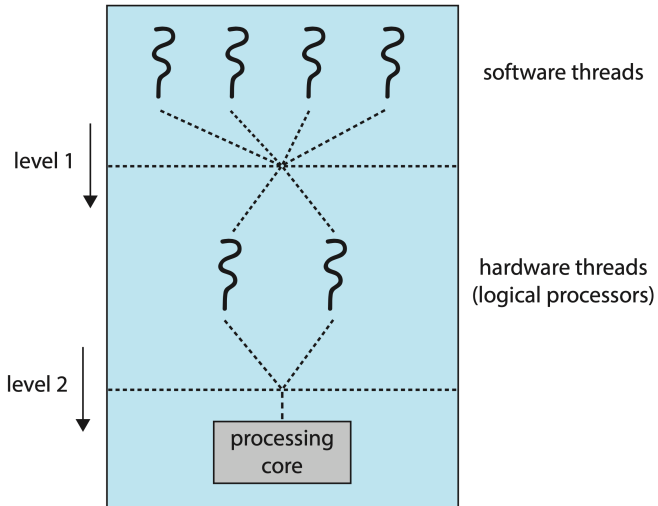 software threads
level 1
hardware threads
(logical processors)
level 2
processing
core